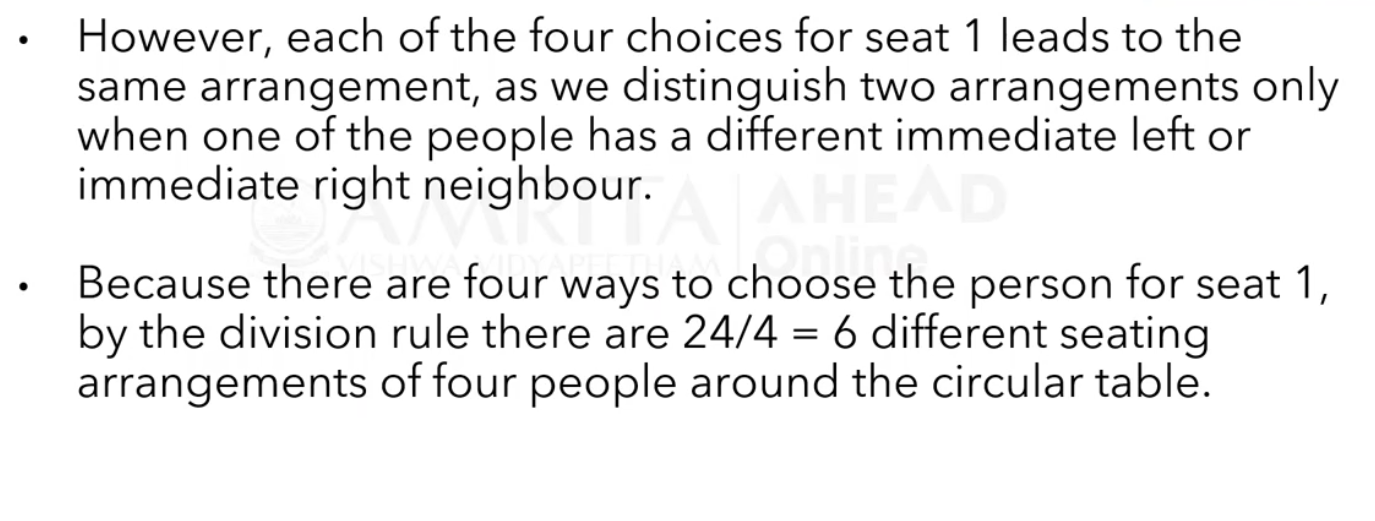 • However, each of the four choices for seat 1 leads to the
same arrangement, as we distinguish two arrangements only
when one of the people has a different immediate left or
immediate right neighbour.
AMRITA AHEAD
VISHWA VIDYAPEETHAM Online
• Because there are four ways to choose the person for seat 1,
by the division rule there are 24/4 = 6 different seating
arrangements of four people around the circular table.